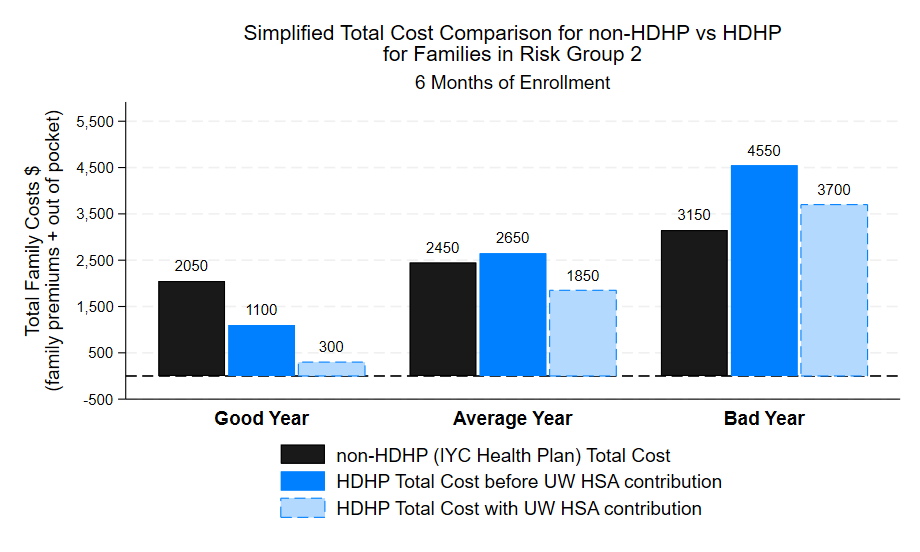 Simplified Total Cost Comparison for non-HDHP vs HDHP
for Families in Risk Group 2
6 Months of Enrollment
Total Family Costs $
(family premiums + out of pocket)
5,500
4,500
3,500
2,500
1,500
500
-500
2050
1100
300
2450
2650
1850
3150
4550
3700
Good Year
Average Year
Bad Year
non-HDHP (IYC Health Plan) Total Cost
HDHP Total Cost before UW HSA contribution
HDHP Total Cost with UW HSA contribution